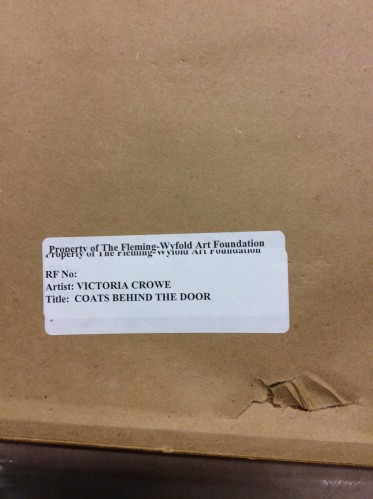 Property of The Fleming-Wyfold Art Foundation
Property of The Fleming-Wyfold Art Foundation
RF No:
Artist: VICTORIA CROWE
Title: COATS BEHIND THE DOOR